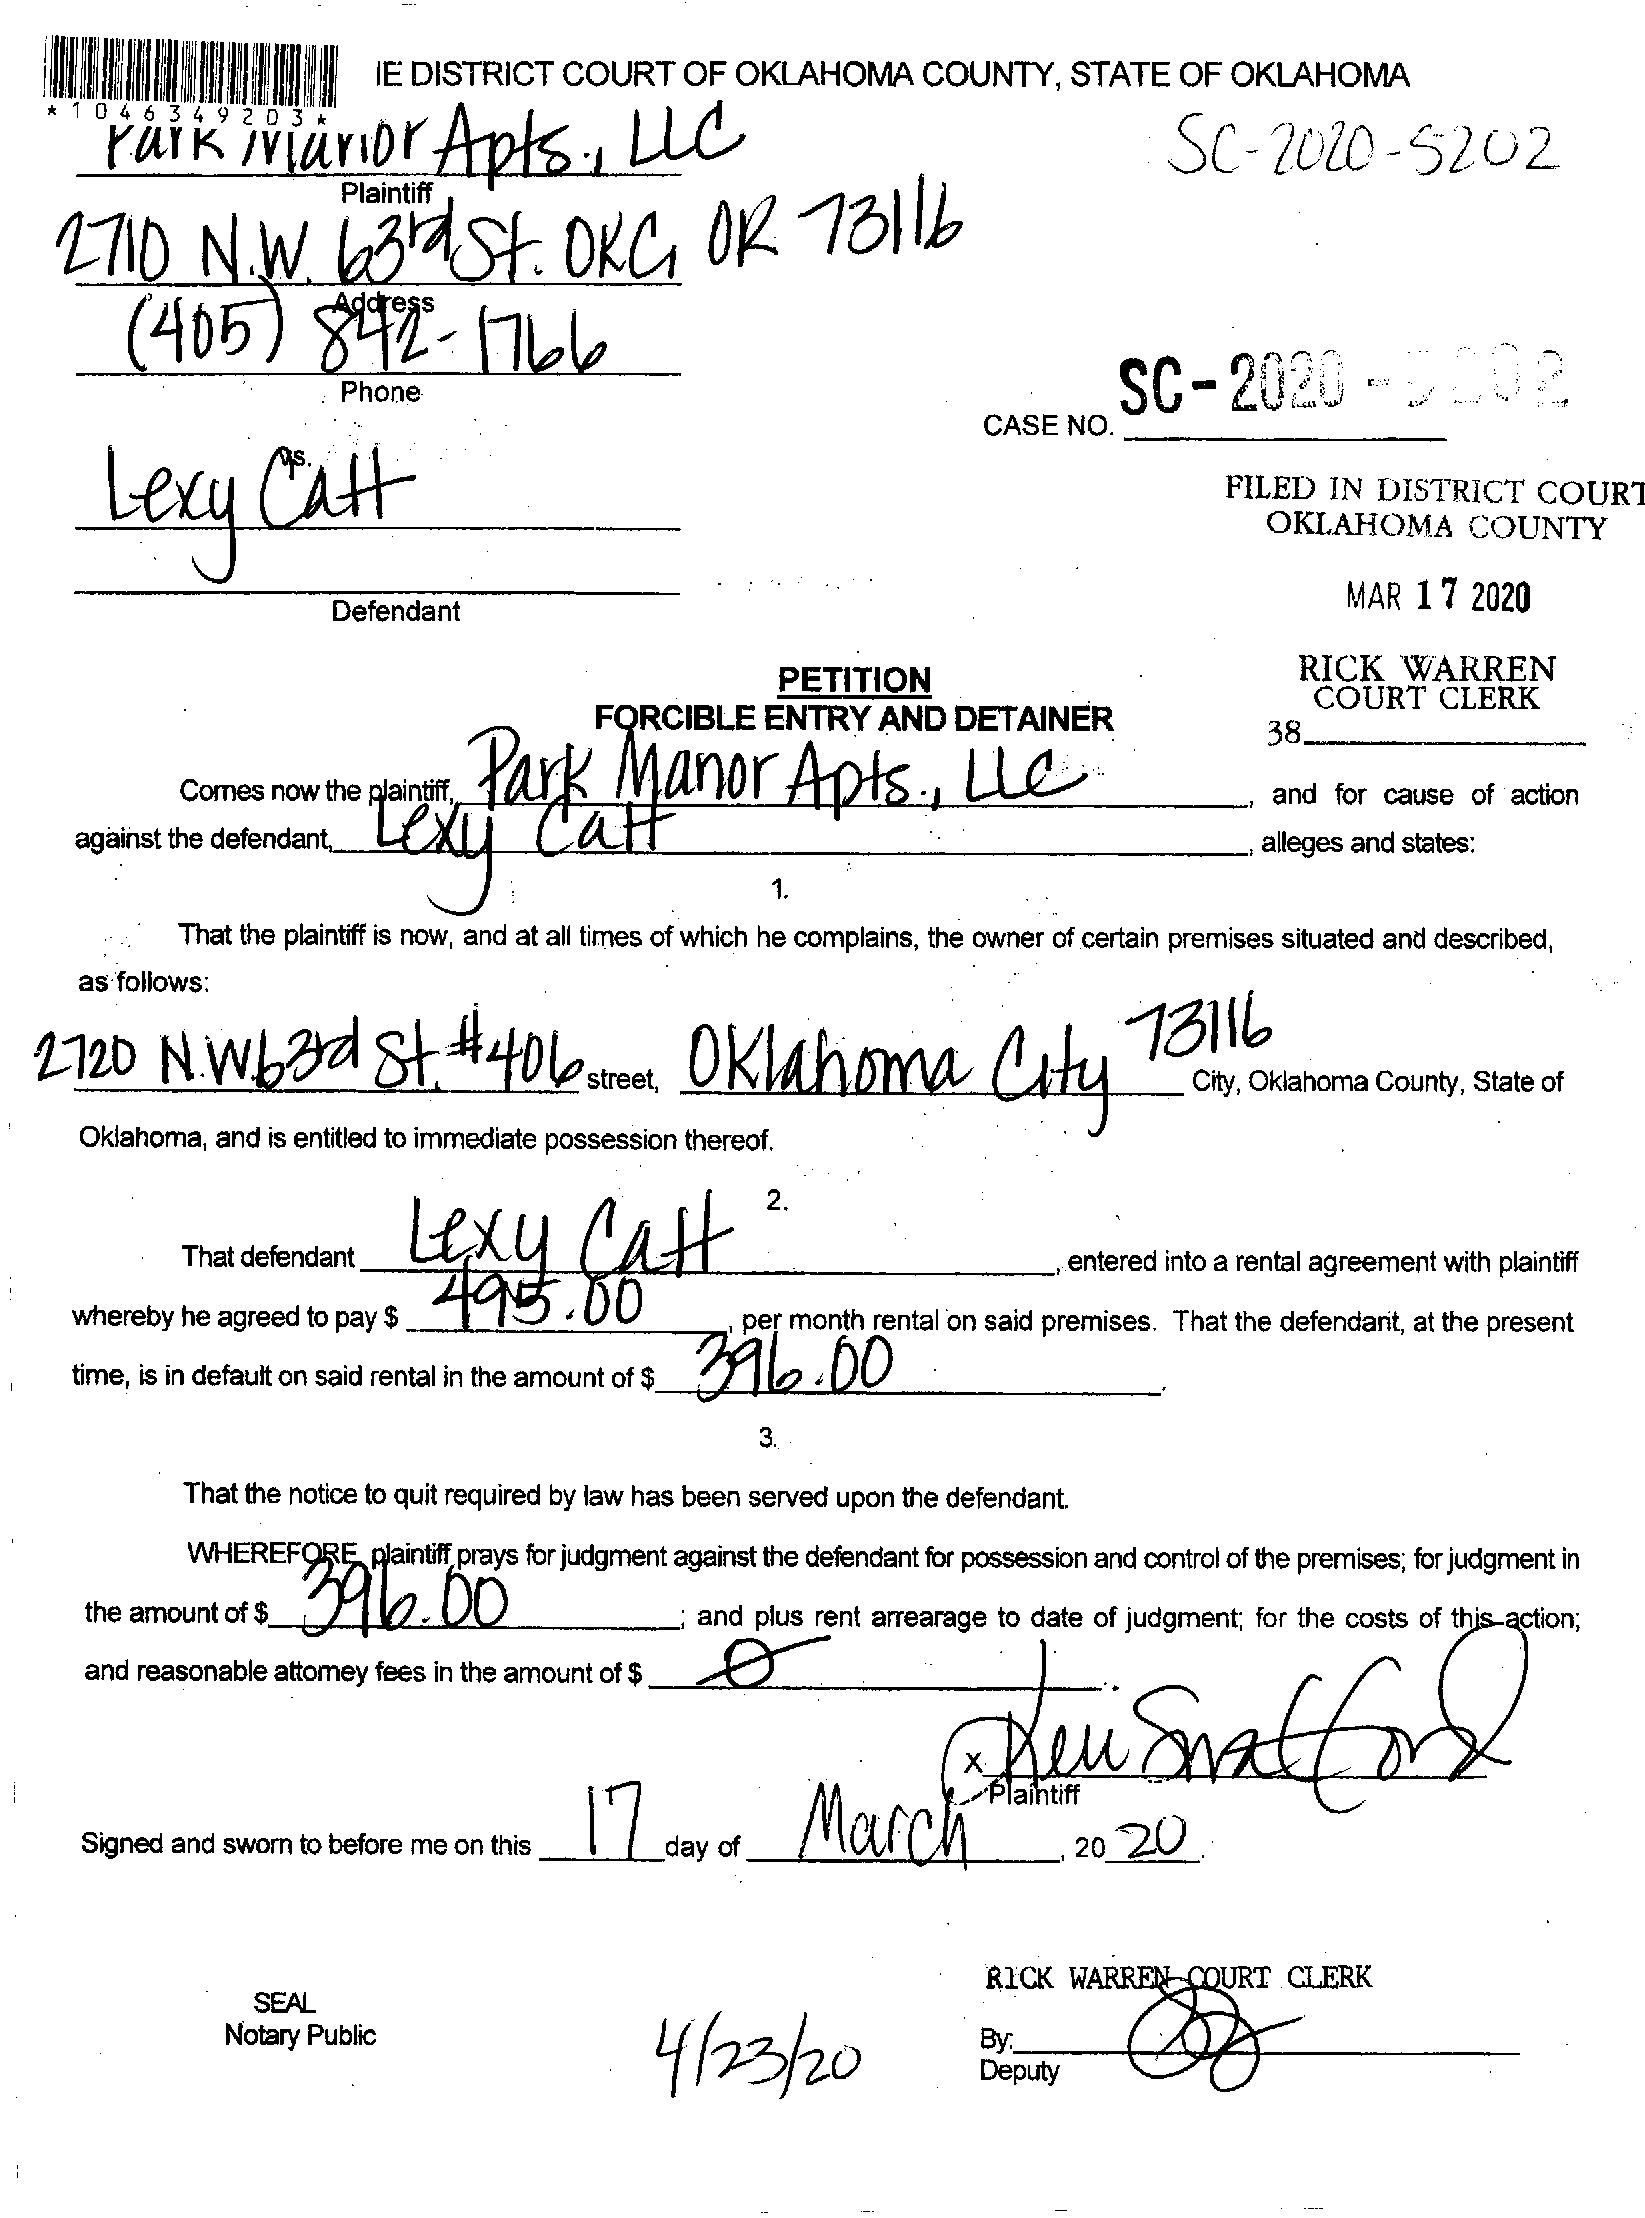 IE DISTRICT COURT OF OKLAHOMA COUNTY, STATE OF OKLAHOMA
*1046349203*
Park Manor Apts., LLC
SC-2020-5202
Plaintiff
2710 N.W. 63rd St. OKC, OK 73116
Address
(405) 842-1766
Phone
CASE NO. SC-2020-5202
vs.
Lexy Catt
FILED IN DISTRICT COURT
OKLAHOMA COUNTY
Defendant
MAR 17 2020
RICK WARREN
COURT CLERK
38
PETITION
FORCIBLE ENTRY AND DETAINER
Comes now the plaintiff, Park Manor Apts., LLC, and for cause of action
against the defendant, Lexy Catt, alleges and states:
1.
That the plaintiff is now, and at all times of which he complains, the owner of certain premises situated and described,
as follows:
2720 N.W 63rd St. #406 street, Oklahoma City 73116 City, Oklahoma County, State of
Oklahoma, and is entitled to immediate possession thereof.
2.
That defendant Lexy Catt, entered into a rental agreement with plaintiff
whereby he agreed to pay $ 495.00, per month rental on said premises. That the defendant, at the present
time, is in default on said rental in the amount of $ 396.00.
3.
That the notice to quit required by law has been served upon the defendant.
WHEREFORE, plaintiff prays for judgment against the defendant for possession and control of the premises; for judgment in
the amount of $ 396.00; and plus rent arrearage to date of judgment; for the costs of this action;
and reasonable attorney fees in the amount of $ 0.
x
Plaintiff
Signed and sworn to before me on this 17 day of March, 20 20.
RICK WARREN COURT CLERK
SEAL
Notary Public
4/23/20
By:
Deputy